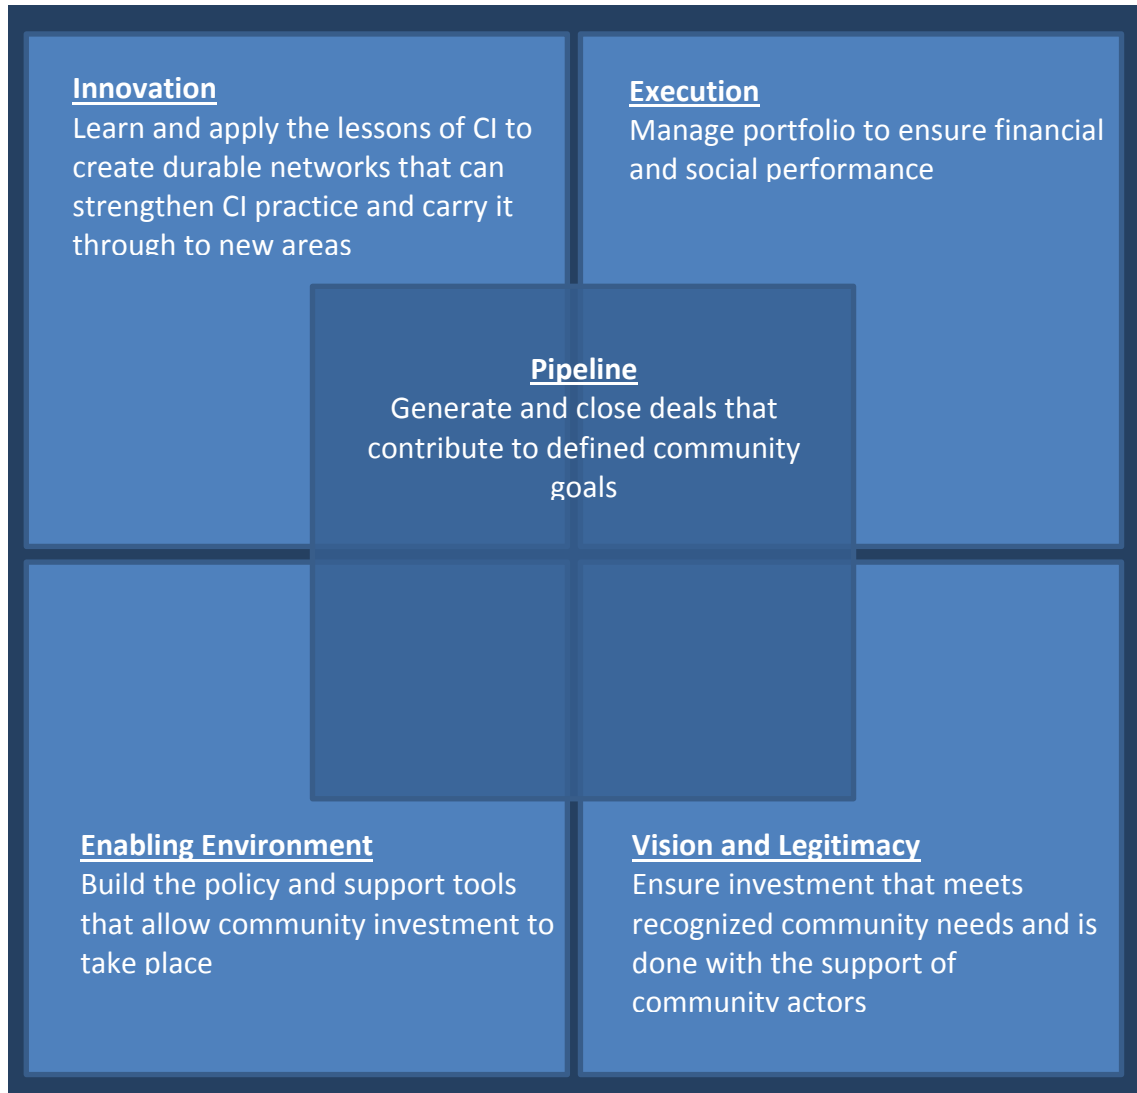 Innovation
Learn and apply the lessons of CI to
create durable networks that can
strengthen CI practice and carry it
through to new areas
Execution
Manage portfolio to ensure financial
and social performance
Pipeline
Generate and close deals that
contribute to defined community
goals
Enabling Environment
Build the policy and support tools
that allow community investment to
take place
Vision and Legitimacy
Ensure investment that meets
recognized community needs and is
done with the support of
community actors